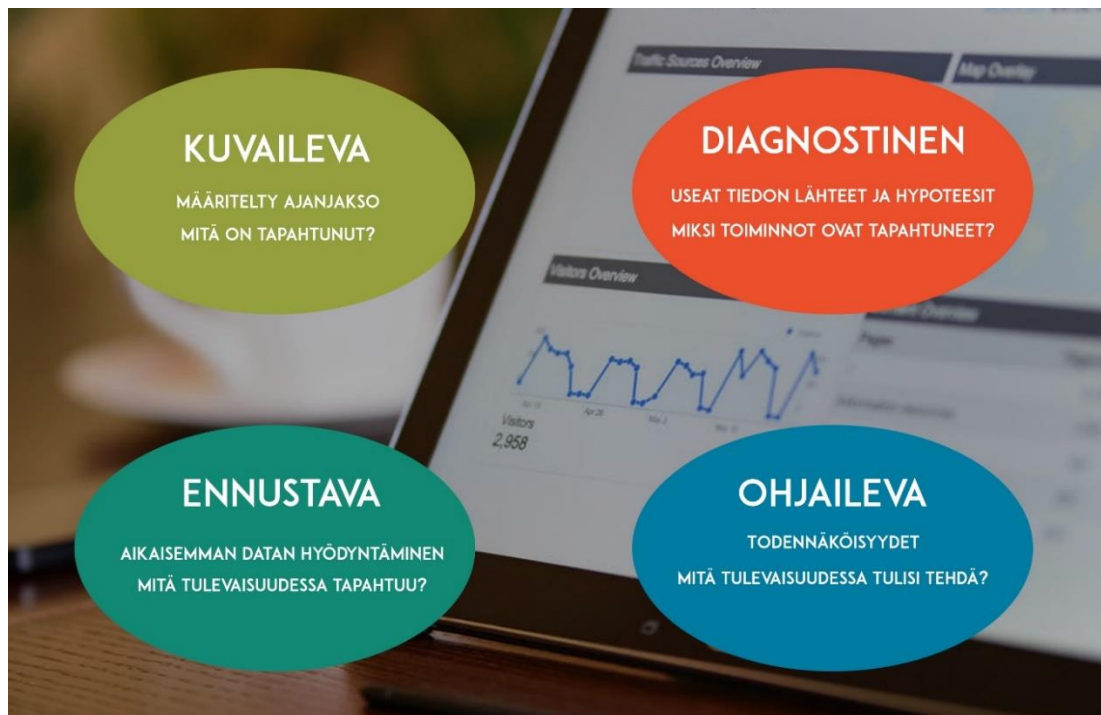 Traffic Sources Overview
Map Overlay
KUVAILEVA
MÄÄRITELTY AJANJAKSO
MITÄ ON TAPAHTUNUT?
DIAGNOSTINEN
USEAT TIEDON LÄHTEET JA HYPOTEESIT
MIKSI TOIMINNOT OVAT TAPAHTUNEET?
Visitors Overview
Overview
Pages
Visitors
2,958
ENNUSTAVA
AIKAISEMMAN DATAN HYÖDYNTÄMINEN
MITÄ TULEVAISUUDESSA TAPAHTUU?
OHJAILEVA
TODENNÄKÖISYYDET
MITÄ TULEVAISUUDESSA TULISI TEHDÄ?